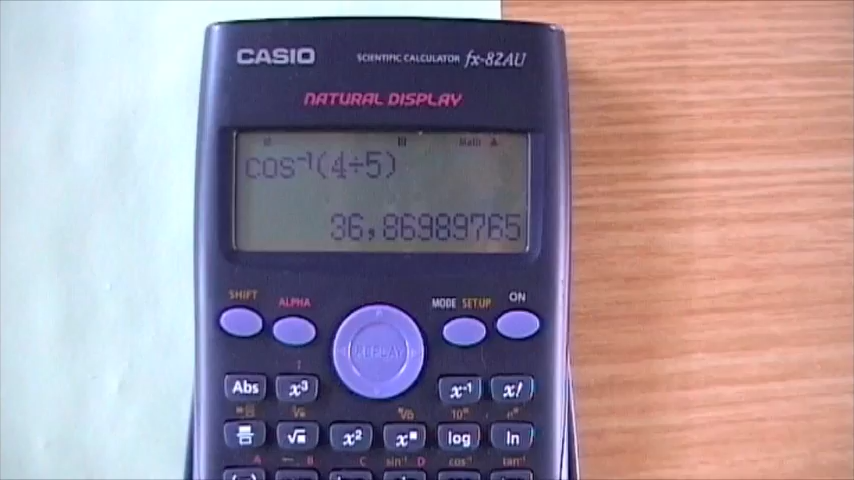 CASIO SCIENTIFIC CALCULATOR fx-82AU
NATURAL DISPLAY
Math ▲
cos⁻¹(4÷5)
36,86989765
SHIFT ALPHA MODE SETUP ON
REPLAY
Abs x³ x⁻¹ x!
10■
√■ x² x■ log ln
A B C sin⁻¹ D cos⁻¹ tan⁻¹